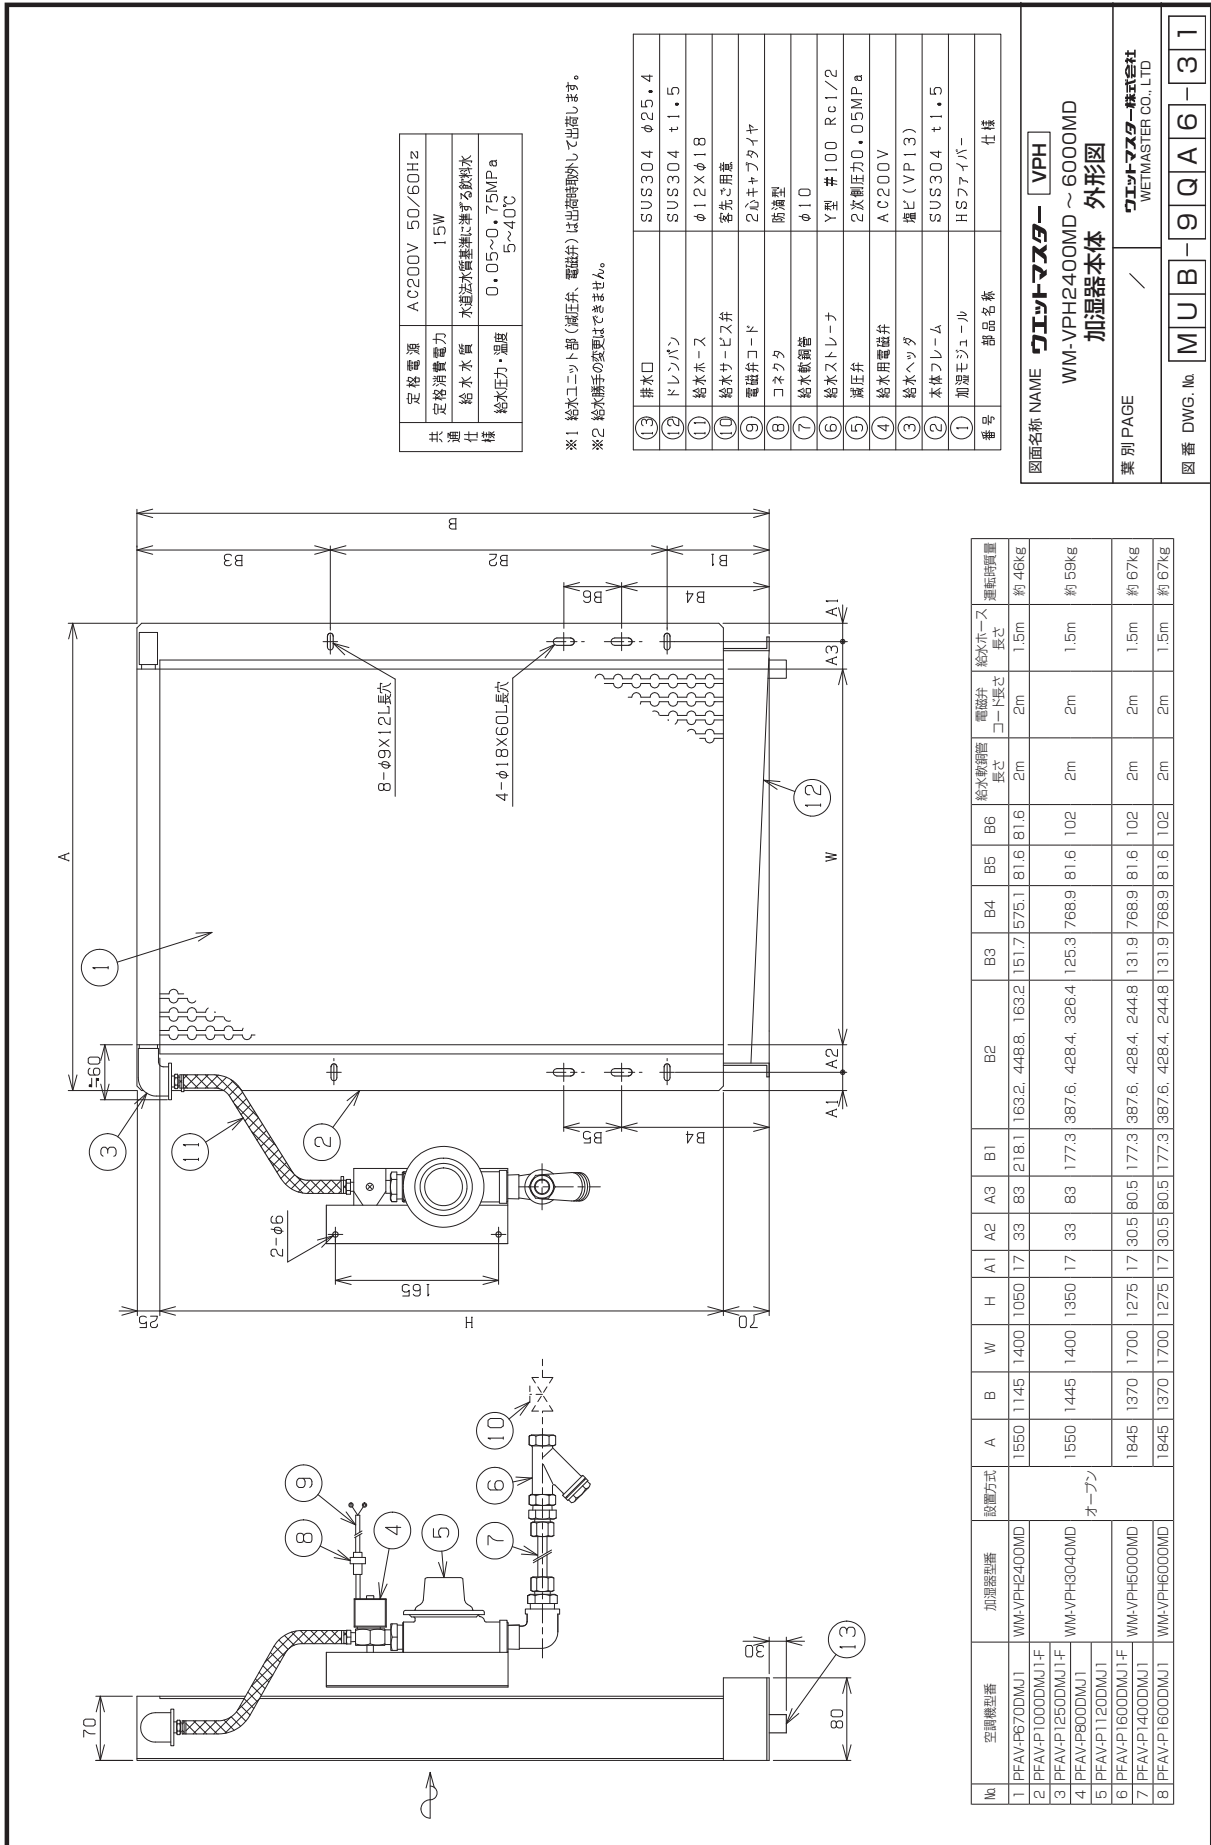 70
30
80
⑨
⑧
④
⑤
⑦
⑥
⑩
⑬
25
H
70
165
2-φ6
≒60
③
⑪
②
①
A
B5
B4
A1
A2
W
A3
A1
8-φ9X12L長穴
4-φ18X60L長穴
⑫
B3
B2
B1
B6
B4
B
共通仕様
定格電源 AC200V 50/60Hz
定格消費電力 15W
給水水質 水道法水質基準に準ずる飲料水
給水圧力・温度 0.05~0.75MPa
5~40℃
※1 給水ユニット部(減圧弁、電磁弁)は出荷時取外しで出荷します。
※2 給水勝手の変更はできません。
⑬ 排水口 SUS304 φ25.4
⑫ ドレンパン SUS304 t1.5
⑪ 給水ホース φ12Xφ18
⑩ 給水サービス弁 客先ご用意
⑨ 電磁弁コード 2心キャブタイヤ
⑧ コネクタ 防滴型
⑦ 給水軟銅管 φ10
⑥ 給水ストレーナ Y型 #100 Rc1/2
⑤ 減圧弁 2次側圧力0.05MPa
④ 給水用電磁弁 AC200V
③ 給水ヘッダ 塩ビ(VP13)
② 本体フレーム SUS304 t1.5
① 加湿モジュール HSファイバー
番号 部品名称 仕様
№ 空調機型番 加湿器型番 設置方式 A B W H A1 A2 A3 B1 B2 B3 B4 B5 B6 給水軟銅管長さ 電磁弁コード長さ 給水ホース長さ 運転時質量
1 PFAV-P670DMJ1 WM-VPH2400MD オープン 1550 1145 1400 1050 17 33 83 218.1 163.2, 448.8, 163.2 151.7 575.1 81.6 81.6 2m 2m 1.5m 約 46kg
2 PFAV-P1000DMJ1-F
3 PFAV-P1250DMJ1-F WM-VPH3040MD 1550 1445 1400 1350 17 33 83 177.3 387.6, 428.4, 326.4 125.3 768.9 81.6 102 2m 2m 1.5m 約 59kg
4 PFAV-P800DMJ1
5 PFAV-P1120DMJ1
6 PFAV-P1600DMJ1-F
7 PFAV-P1400DMJ1 WM-VPH5000MD 1845 1370 1700 1275 17 30.5 80.5 177.3 387.6, 428.4, 244.8 131.9 768.9 81.6 102 2m 2m 1.5m 約 67kg
8 PFAV-P1600DMJ1 WM-VPH6000MD 1845 1370 1700 1275 17 30.5 80.5 177.3 387.6, 428.4, 244.8 131.9 768.9 81.6 102 2m 2m 1.5m 約 67kg
図面名称 NAME ウエットマスター VPH
WM-VPH2400MD ~ 6000MD
加湿器本体 外形図
葉別 PAGE /
ウエットマスター株式会社
WETMASTER CO., LTD
図番 DWG. № MUB-9QA6-31